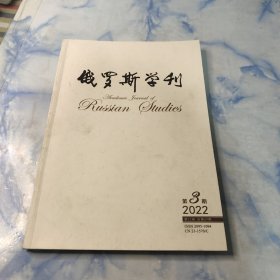 俄罗斯学刊
Academic Journal of
Russian Studies
第3期
2022
ISSN 2095-1094
CN 23-1570/C